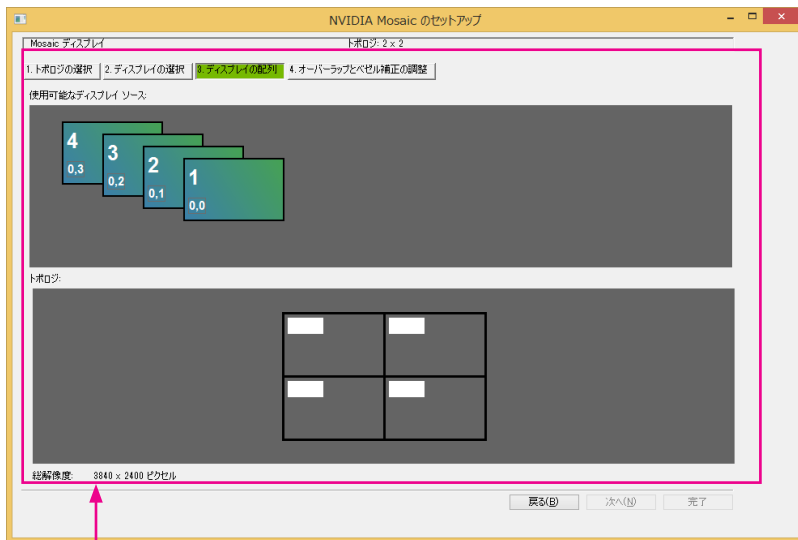 NVIDIA Mosaic のセットアップ
Mosaic ディスプレイ
トポロジ: 2 x 2
1. トポロジの選択
2. ディスプレイの選択
3. ディスプレイの配列
4. オーバーラップとベゼル補正の調整
使用可能なディスプレイ ソース:
4
0,3
3
0,2
2
0,1
1
0,0
トポロジ:
総解像度: 3840 x 2400 ピクセル
戻る(B)
次へ(N)
完了